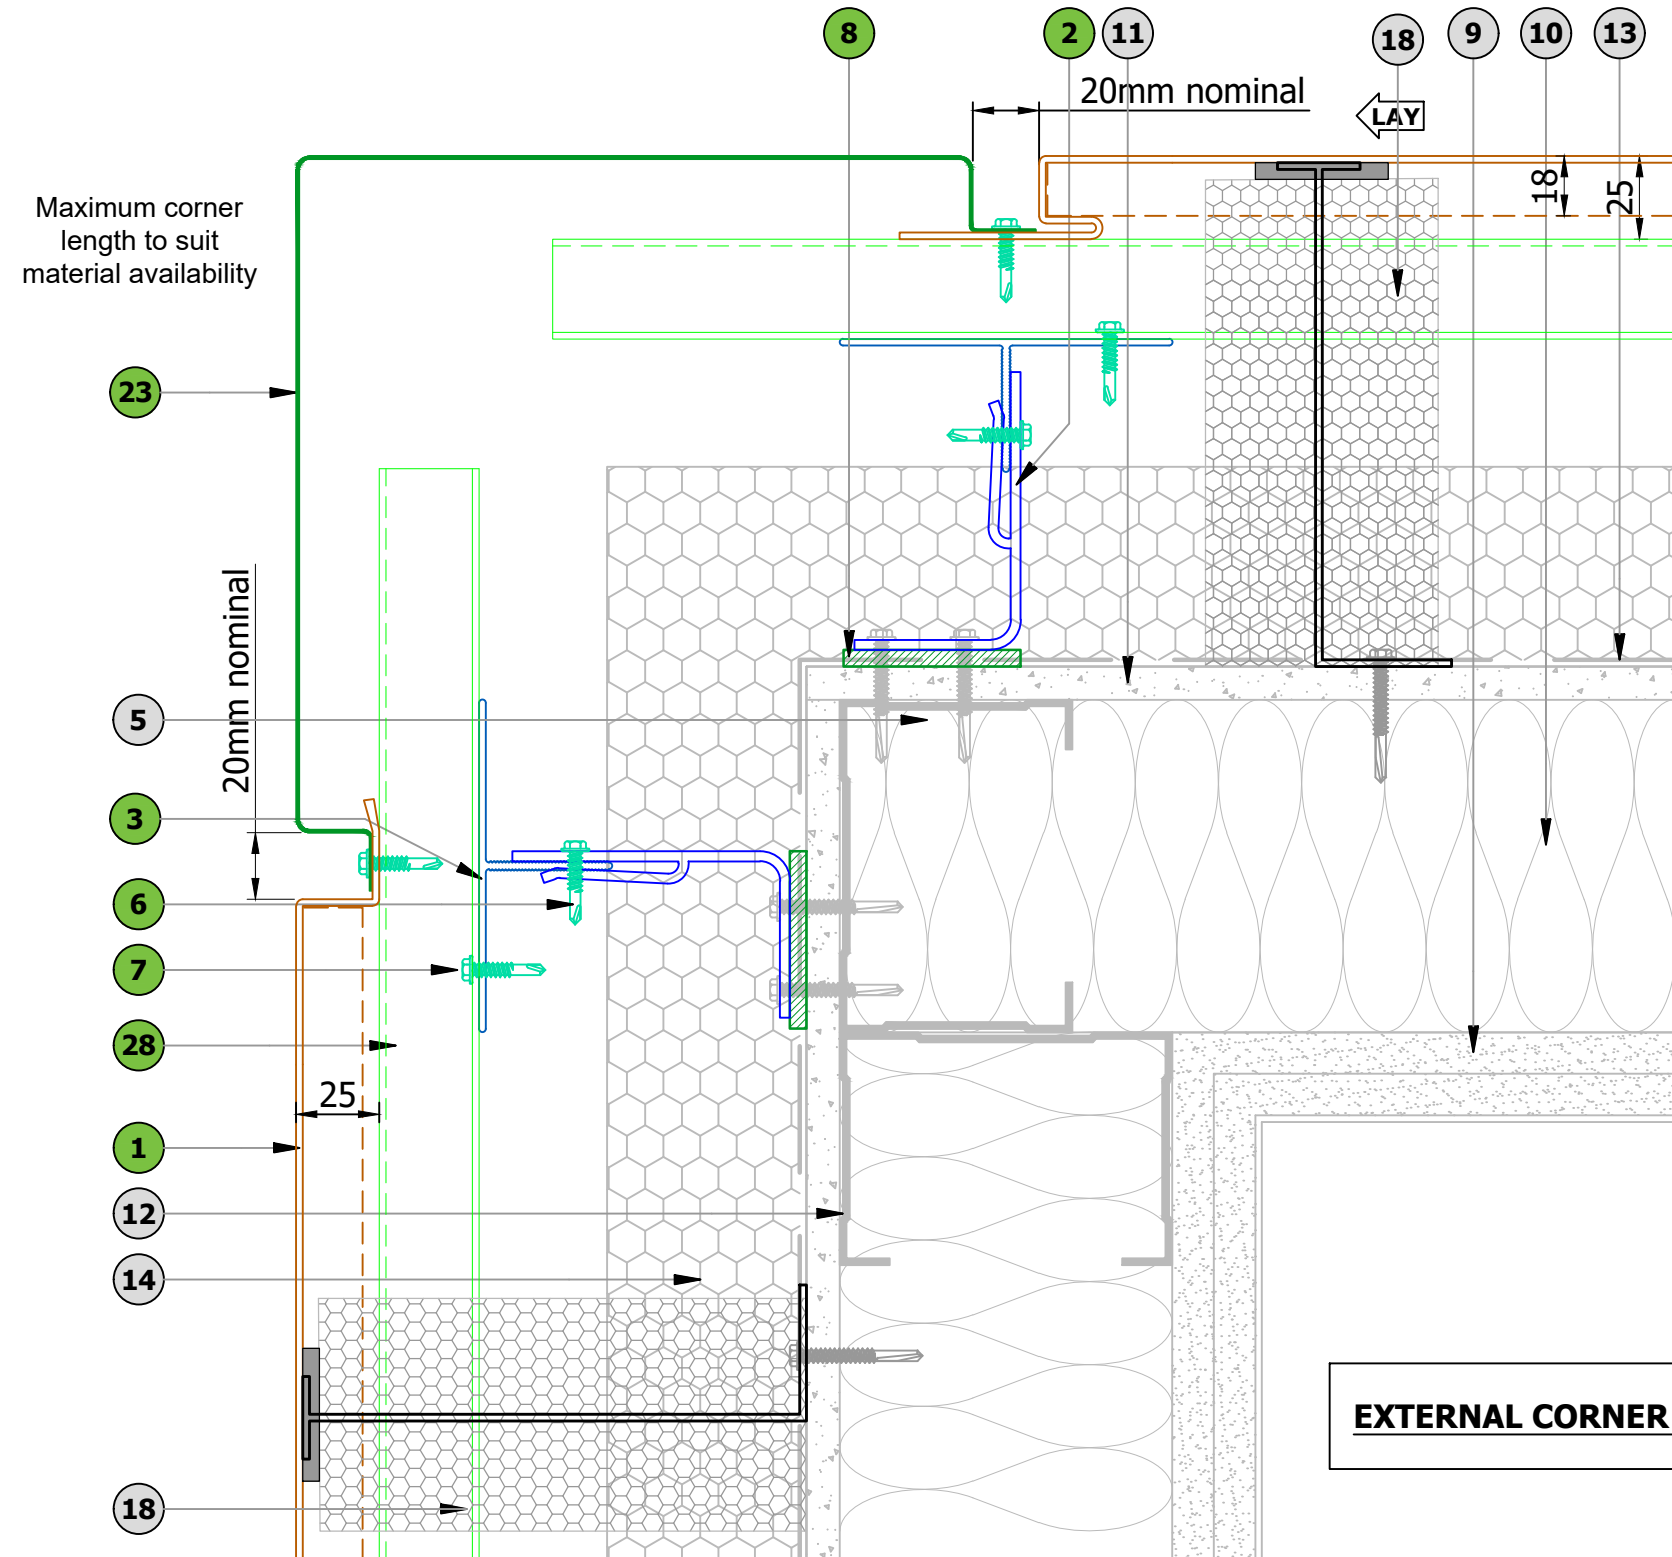 8
2
11
18
9
10
13
20mm nominal
LAY
18
25
Maximum corner
length to suit
material availability
23
20mm nominal
5
3
6
7
28
25
1
12
14
18
EXTERNAL CORNER